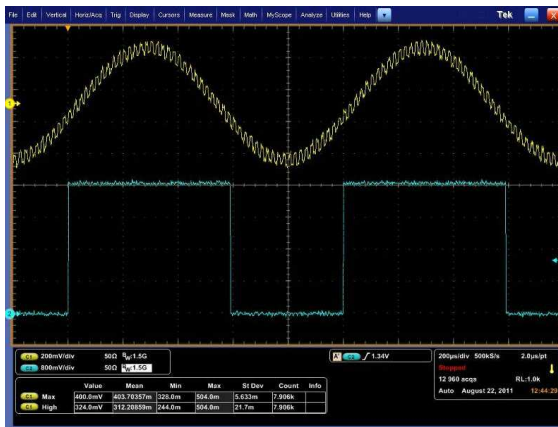 File Edit Vertical Horiz/Acq Trig Display Cursors Measure Mask Math MyScope Analyze Utilities Help Tek
1
2
C1 200mV/div 50Ω BW:1.5G
C2 800mV/div 50Ω BW:1.5G
A' C2 1.34V
200µs/div 500kS/s 2.0µs/pt
Stopped
12 960 acqs RL:1.0k
Auto August 22, 2011 12:44:29
Value Mean Min Max St Dev Count Info
C1 Max 400.0mV 403.70357m 328.0m 504.0m 5.633m 7.906k
C1 High 324.0mV 312.20859m 244.0m 504.0m 21.7m 7.906k